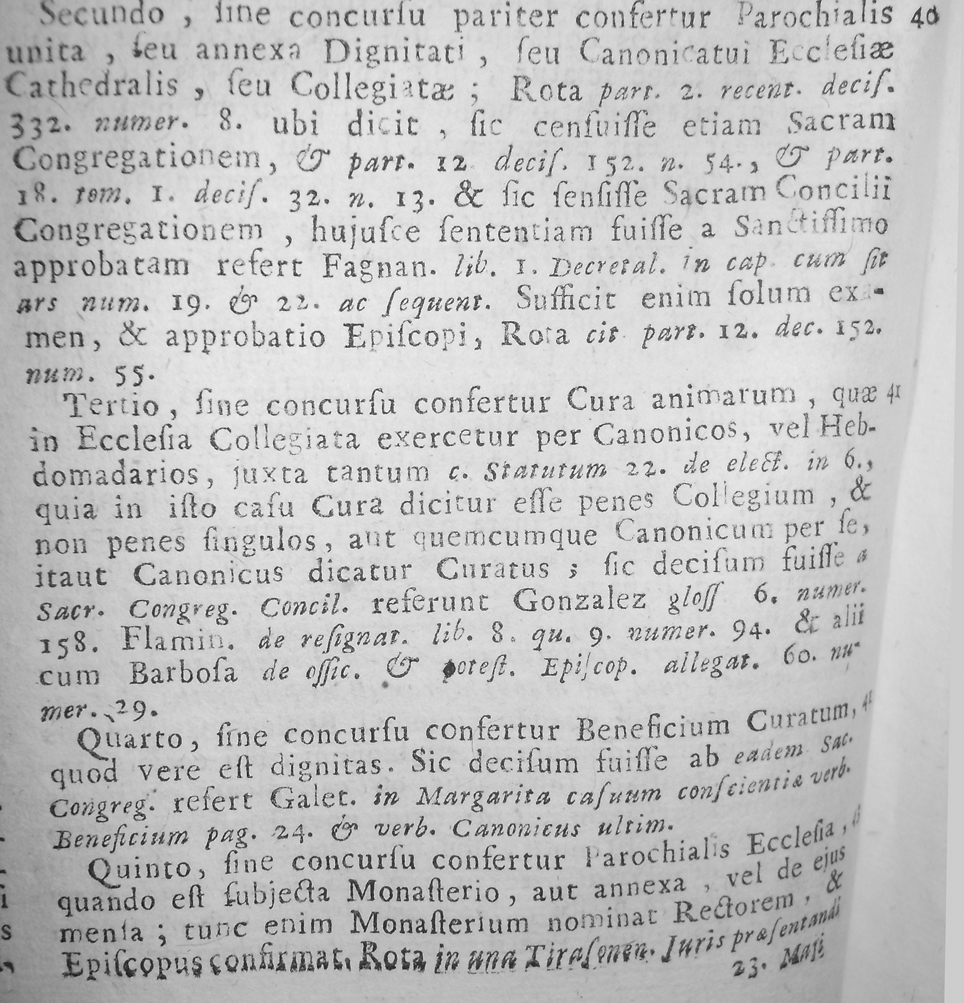 Secundo, ſine concurſu pariter confertur Parochialis 40
unita, ſeu annexa Dignitati, ſeu Canonicatui Eccleſiæ
Cathedralis, ſeu Collegiatæ; Rota part. 2. recent. deciſ.
332. numer. 8. ubi dicit, ſic cenſuiſſe etiam Sacram
Congregationem, & part. 12 deciſ. 152. n. 54., & part.
18. tom. 1. deciſ. 32. n. 13. & ſic ſenſiſſe Sacram Concilii
Congregationem, hujuſce ſententiam fuiſſe a Sanctiſſimo
approbatam refert Fagnan. lib. 1. Decretal. in cap cum ſit
ars num. 19. & 22. ac ſequent. Sufficit enim ſolum exa-
men, & approbatio Epiſcopi, Rota cit part. 12. dec. 152.
num. 55.
Tertio, ſine concurſu confertur Cura animarum, quæ 41
in Eccleſia Collegiata exercetur per Canonicos, vel Heb-
domadarios, juxta tantum c. Statutum 22. de elect. in 6.,
quia in iſto caſu Cura dicitur eſſe penes Collegium, &
non penes ſingulos, aut quemcumque Canonicum per ſe,
itaut Canonicus dicatur Curatus; ſic deciſum fuiſſe a
Sacr. Congreg. Concil. referunt Gonzalez gloſſ 6. numer.
158. Flamin. de reſignat. lib. 8. qu. 9. numer. 94. & alii
cum Barboſa de offic. & poteſt. Epiſcop. allegat. 60. nu-
mer. 29.
Quarto, ſine concurſu confertur Beneficium Curatum,
quod vere eſt dignitas. Sic deciſum fuiſſe ab eadem Sac.
Congreg. refert Galet. in Margarita caſuum conſcientiæ verb.
Beneficium pag. 24. & verb. Canonicus ultim.
Quinto, ſine concurſu confertur Parochialis Eccleſia,
quando eſt ſubjecta Monaſterio, aut annexa, vel de ejus
menſa; tunc enim Monaſterium nominat Rectorem, &
Epiſcopus confirmat. Rota in una Tiraſonen. Juris præſentandi
23. Maſi